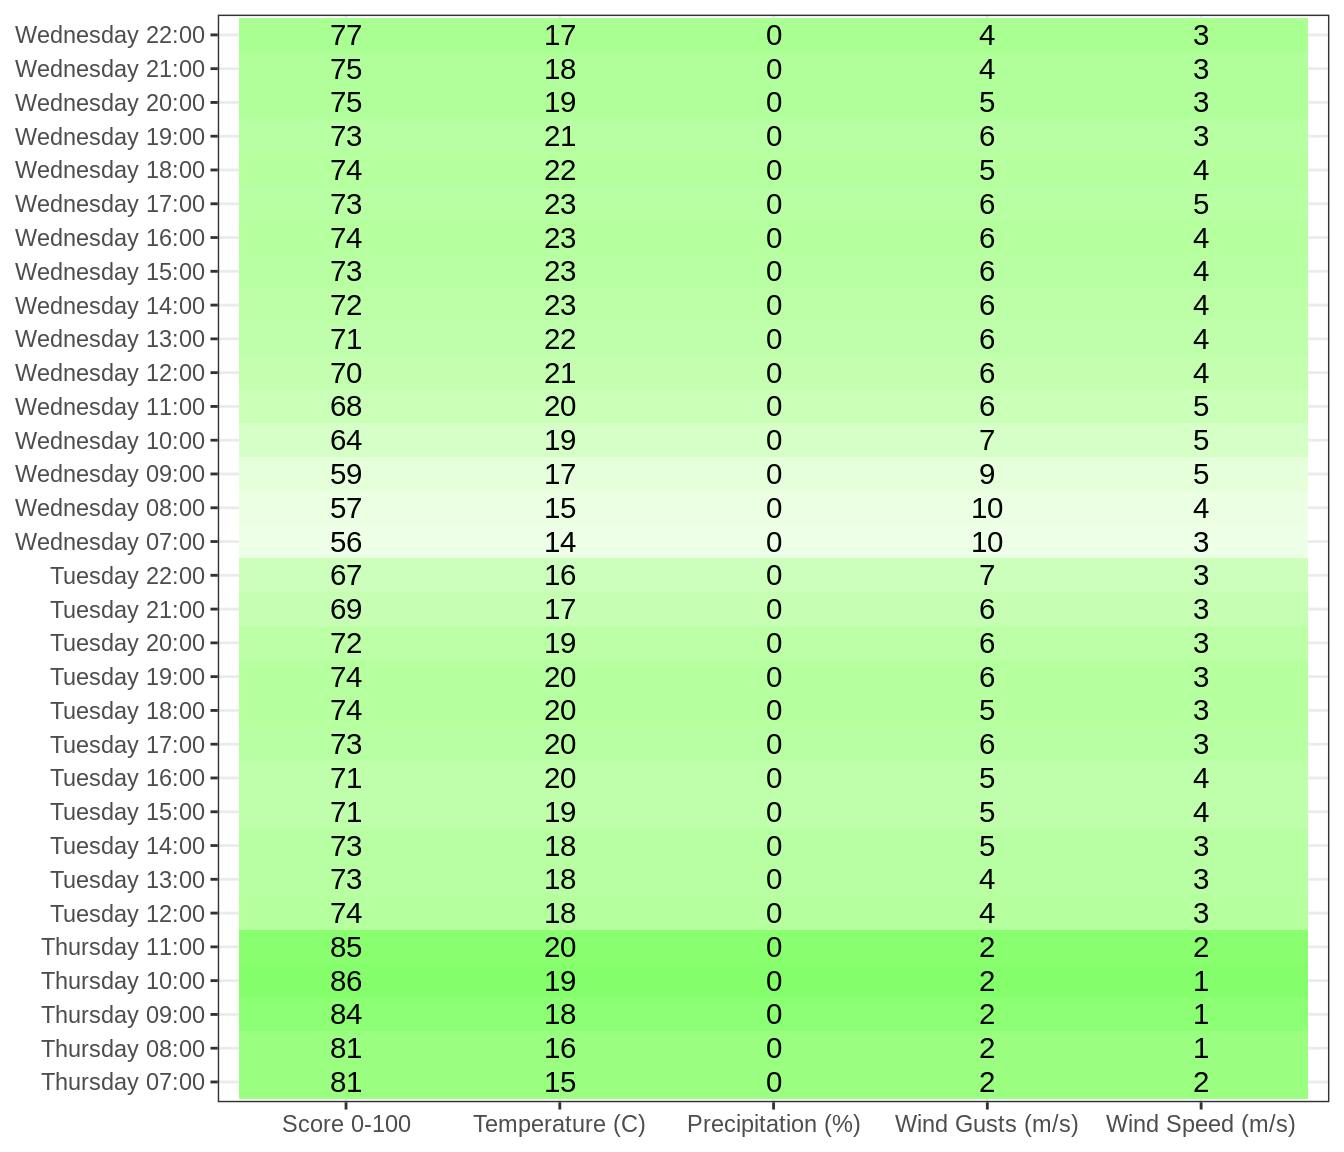 Wednesday 22:00 77 17 0 4 3
Wednesday 21:00 75 18 0 4 3
Wednesday 20:00 75 19 0 5 3
Wednesday 19:00 73 21 0 6 3
Wednesday 18:00 74 22 0 5 4
Wednesday 17:00 73 23 0 6 5
Wednesday 16:00 74 23 0 6 4
Wednesday 15:00 73 23 0 6 4
Wednesday 14:00 72 23 0 6 4
Wednesday 13:00 71 22 0 6 4
Wednesday 12:00 70 21 0 6 4
Wednesday 11:00 68 20 0 6 5
Wednesday 10:00 64 19 0 7 5
Wednesday 09:00 59 17 0 9 5
Wednesday 08:00 57 15 0 10 4
Wednesday 07:00 56 14 0 10 3
Tuesday 22:00 67 16 0 7 3
Tuesday 21:00 69 17 0 6 3
Tuesday 20:00 72 19 0 6 3
Tuesday 19:00 74 20 0 6 3
Tuesday 18:00 74 20 0 5 3
Tuesday 17:00 73 20 0 6 3
Tuesday 16:00 71 20 0 5 4
Tuesday 15:00 71 19 0 5 4
Tuesday 14:00 73 18 0 5 3
Tuesday 13:00 73 18 0 4 3
Tuesday 12:00 74 18 0 4 3
Thursday 11:00 85 20 0 2 2
Thursday 10:00 86 19 0 2 1
Thursday 09:00 84 18 0 2 1
Thursday 08:00 81 16 0 2 1
Thursday 07:00 81 15 0 2 2
Score 0-100 Temperature (C) Precipitation (%) Wind Gusts (m/s) Wind Speed (m/s)